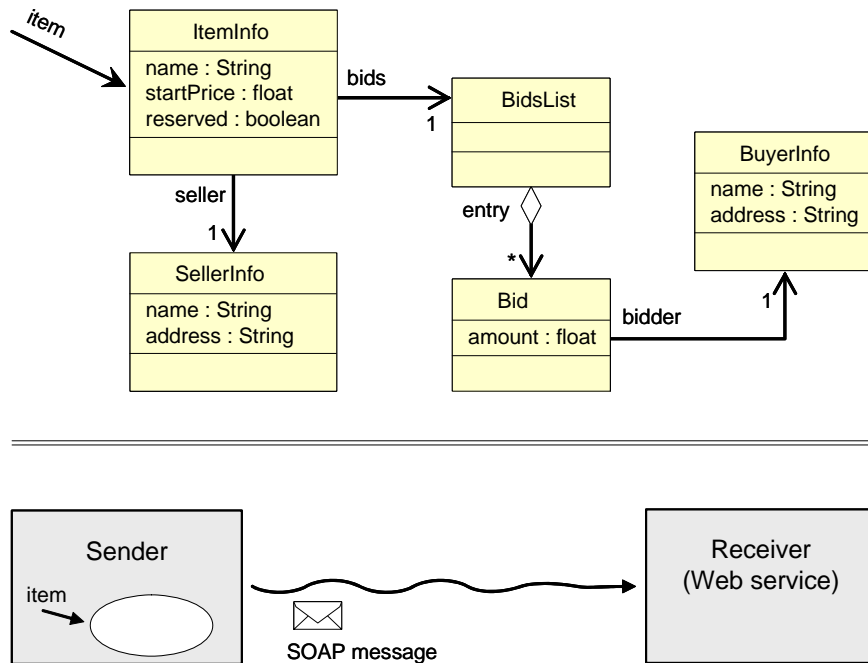 item
ItemInfo
name : String
startPrice : float
reserved : boolean
bids
1
BidsList
BuyerInfo
name : String
address : String
seller
1
entry
*
SellerInfo
name : String
address : String
Bid
amount : float
bidder
1
Sender
item
SOAP message
Receiver
(Web service)